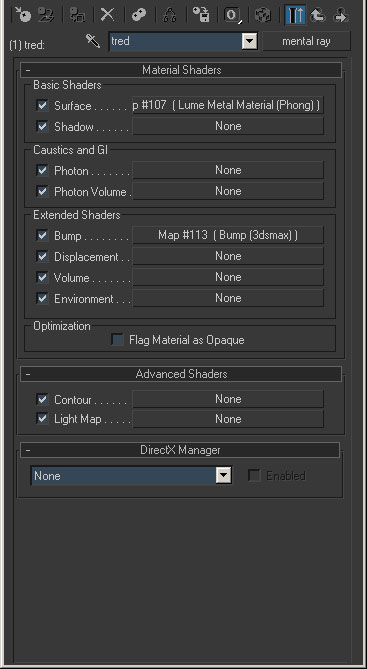 (1) tred:
tred
mental ray
- Material Shaders
Basic Shaders
Surface . . . . . . p #107 ( Lume Metal Material (Phong) )
Shadow . . . . . . None
Caustics and GI
Photon . . . . . . . None
Photon Volume . None
Extended Shaders
Bump . . . . . . . . Map #113 ( Bump (3dsmax) )
Displacement . . None
Volume . . . . . . . None
Environment . . . None
Optimization
Flag Material as Opaque
- Advanced Shaders
Contour . . . . . . None
Light Map . . . . . None
- DirectX Manager
None Enabled